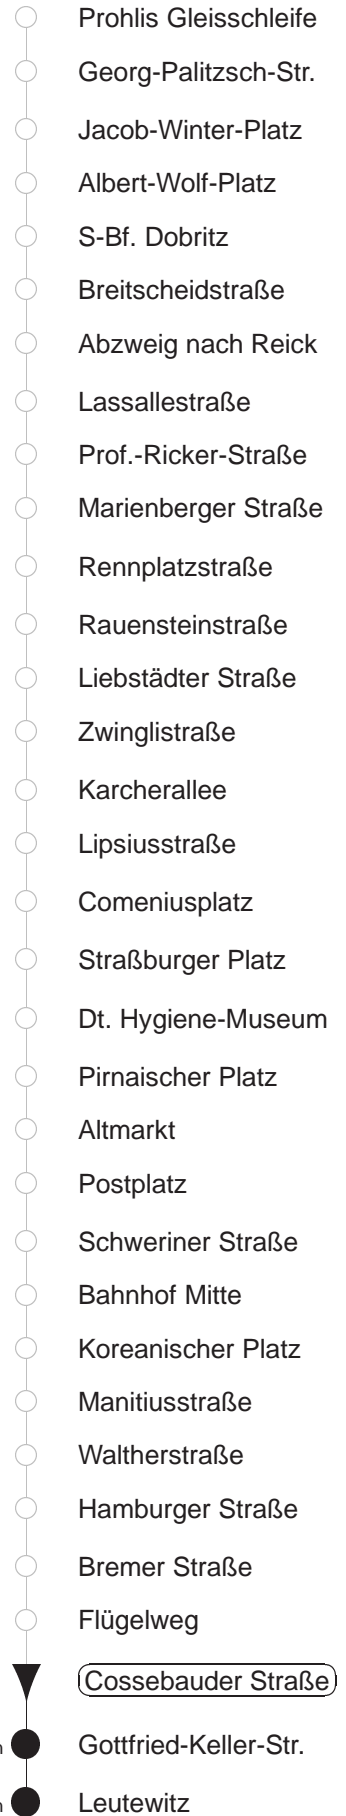 Prohlis Gleisschleife
Georg-Palitzsch-Str.
Jacob-Winter-Platz
Albert-Wolf-Platz
S-Bf. Dobritz
Breitscheidstraße
Abzweig nach Reick
Lassallestraße
Prof.-Ricker-Straße
Marienberger Straße
Rennplatzstraße
Rauensteinstraße
Liebstädter Straße
Zwinglistraße
Karcherallee
Lipsiusstraße
Comeniusplatz
Straßburger Platz
Dt. Hygiene-Museum
Pirnaischer Platz
Altmarkt
Postplatz
Schweriner Straße
Bahnhof Mitte
Koreanischer Platz
Manitiusstraße
Waltherstraße
Hamburger Straße
Bremer Straße
Flügelweg
Cossebauder Straße
Gottfried-Keller-Str.
Leutewitz